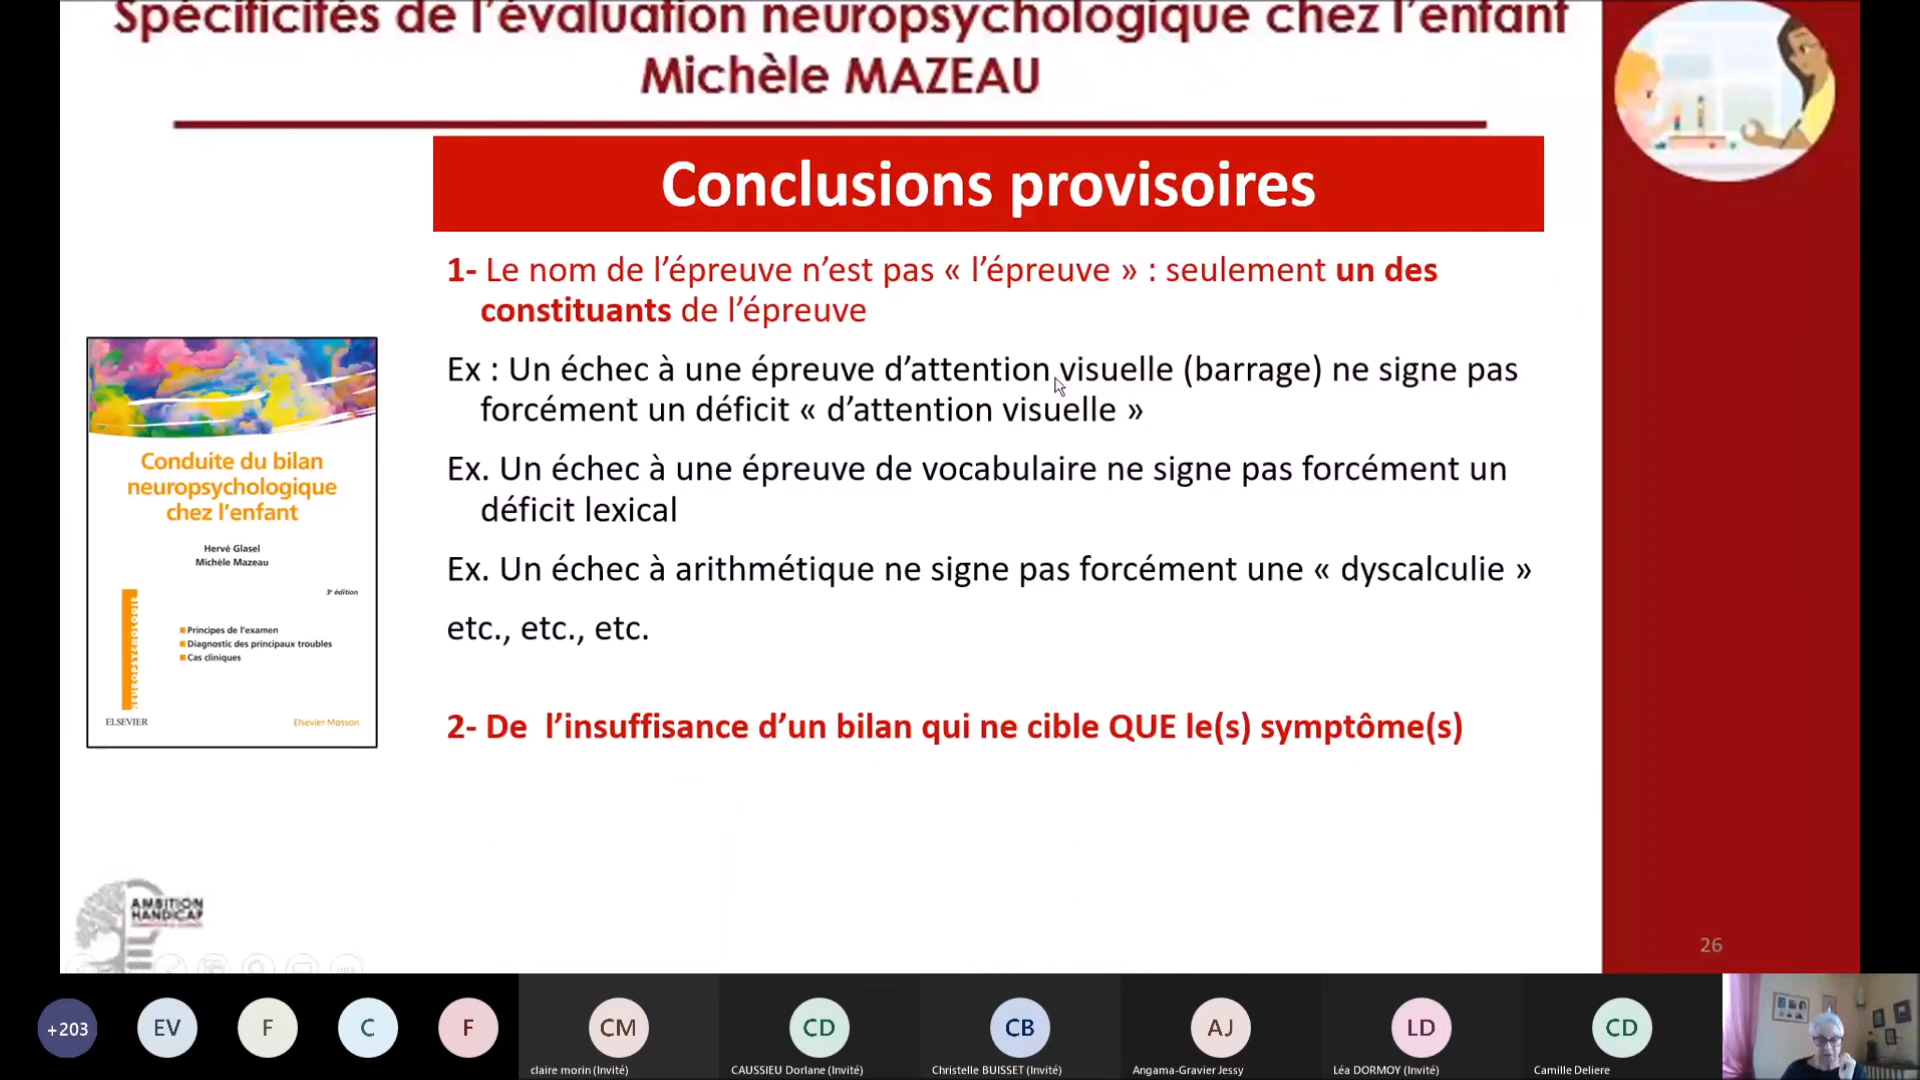 Spécificités de l’évaluation neuropsychologique chez l’enfant
Michèle MAZEAU
Conclusions provisoires
1- Le nom de l’épreuve n’est pas « l’épreuve » : seulement un des
constituants de l’épreuve
Ex : Un échec à une épreuve d’attention visuelle (barrage) ne signe pas
forcément un déficit « d’attention visuelle »
Ex. Un échec à une épreuve de vocabulaire ne signe pas forcément un
déficit lexical
Ex. Un échec à arithmétique ne signe pas forcément une « dyscalculie »
etc., etc., etc.
2- De l’insuffisance d’un bilan qui ne cible QUE le(s) symptôme(s)
Conduite du bilan
neuropsychologique
chez l’enfant
Hervé Glasel
Michèle Mazeau
3e édition
NEUROPSYCHOLOGIE
Principes de l’examen
Diagnostic des principaux troubles
Cas cliniques
ELSEVIER
Elsevier Masson
AMBITION
HANDICAP
26
+203
EV
F
C
F
CM
CD
CB
AJ
LD
CD
claire morin (Invité)
CAUSSIEU Dorlane (Invité)
Christelle BUISSET (Invité)
Angama-Gravier Jessy
Léa DORMOY (Invité)
Camille Deliere